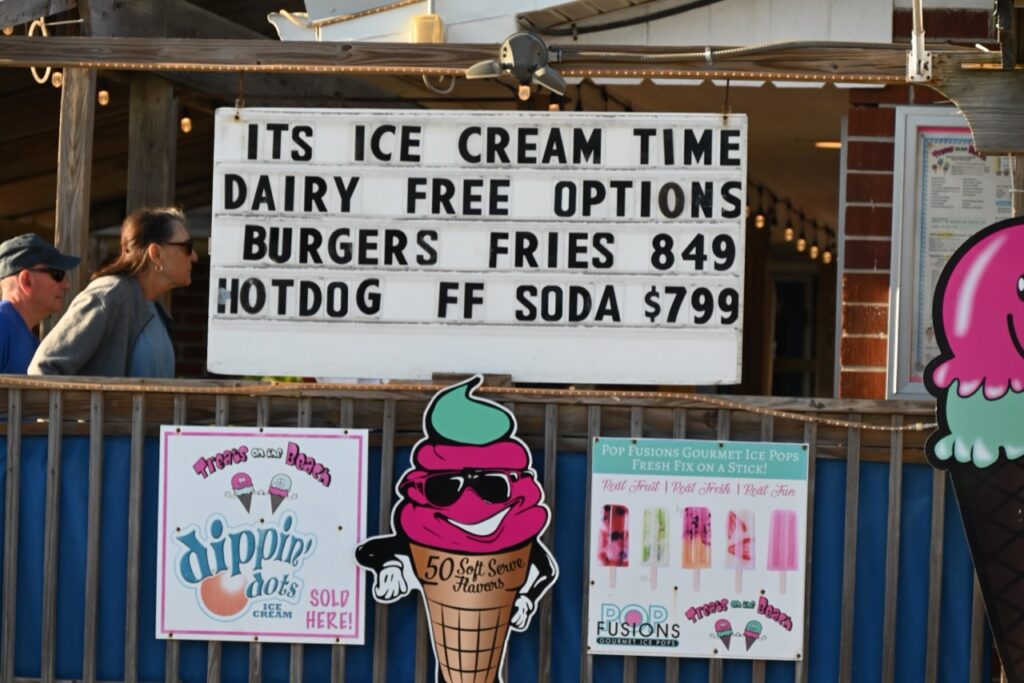 ITS ICE CREAM TIME
DAIRY FREE OPTIONS
BURGERS FRIES 849
HOTDOG FF SODA $799
Treats on the Beach
dippin'
dots
ICE
CREAM
SOLD
HERE!
50 Soft Serve
Flavors
Pop Fusions Gourmet Ice Pops
Fresh Fix on a Stick!
Real Fruit | Real Fresh | Real Fun
POP
FUSIONS
GOURMET ICE POPS
Treats on the Beach